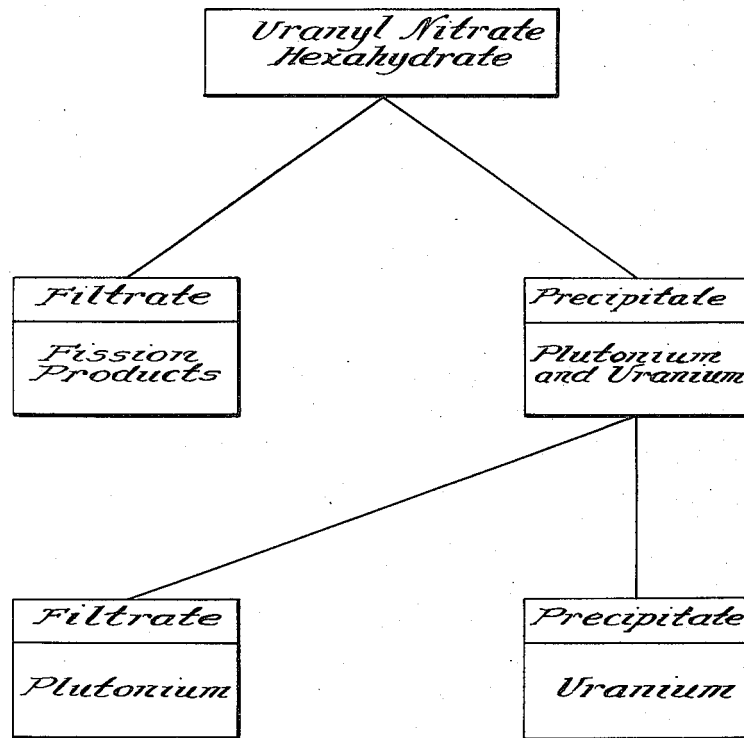 Uranyl Nitrate
Hexahydrate
Filtrate
Fission
Products
Precipitate
Plutonium
and Uranium
Filtrate
Plutonium
Precipitate
Uranium